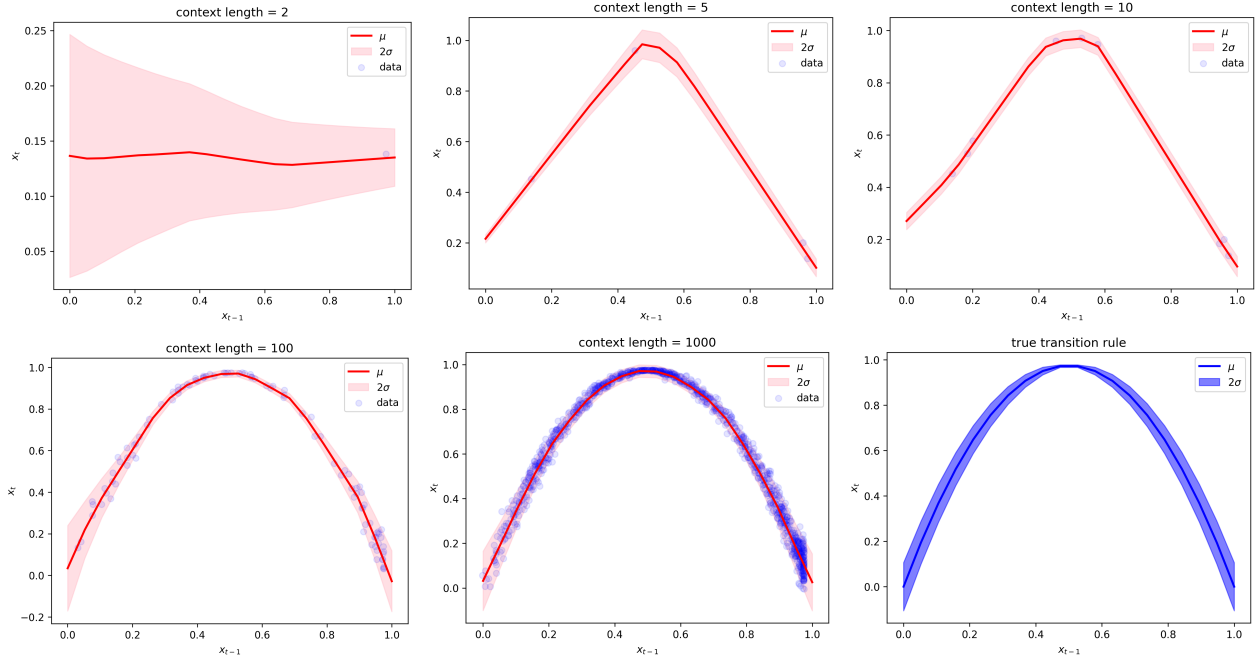 context length = 2
0.25
0.20
0.15
0.10
0.05
x_t
0.0 0.2 0.4 0.6 0.8 1.0
x_{t−1}
μ
2σ
data
context length = 5
1.0
0.8
0.6
0.4
0.2
x_t
0.0 0.2 0.4 0.6 0.8 1.0
x_{t−1}
μ
2σ
data
context length = 10
1.0
0.8
0.6
0.4
0.2
x_t
0.0 0.2 0.4 0.6 0.8 1.0
x_{t−1}
μ
2σ
data
context length = 100
1.0
0.8
0.6
0.4
0.2
0.0
−0.2
x_t
0.0 0.2 0.4 0.6 0.8 1.0
x_{t−1}
μ
2σ
data
context length = 1000
1.0
0.8
0.6
0.4
0.2
0.0
x_t
0.0 0.2 0.4 0.6 0.8 1.0
x_{t−1}
μ
2σ
data
true transition rule
1.0
0.8
0.6
0.4
0.2
0.0
x_t
0.0 0.2 0.4 0.6 0.8 1.0
x_{t−1}
μ
2σ